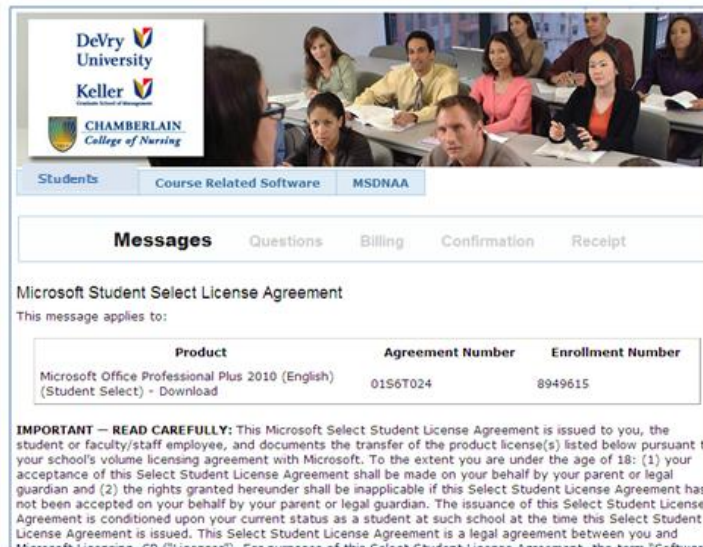 DeVry
University
Keller
Graduate School of Management
CHAMBERLAIN
College of Nursing
Students Course Related Software MSDNAA
Messages Questions Billing Confirmation Receipt
Microsoft Student Select License Agreement
This message applies to:
Product Agreement Number Enrollment Number
Microsoft Office Professional Plus 2010 (English)
(Student Select) - Download 01S6T024 8949615
IMPORTANT — READ CAREFULLY: This Microsoft Select Student License Agreement is issued to you, the
student or faculty/staff employee, and documents the transfer of the product license(s) listed below pursuant
your school's volume licensing agreement with Microsoft. To the extent you are under the age of 18: (1) your
acceptance of this Select Student License Agreement shall be made on your behalf by your parent or legal
guardian and (2) the rights granted hereunder shall be inapplicable if this Select Student License Agreement has
not been accepted on your behalf by your parent or legal guardian. The issuance of this Select Student License
Agreement is conditioned upon your current status as a student at such school at the time this Select Student
License Agreement is issued. This Select Student License Agreement is a legal agreement between you and